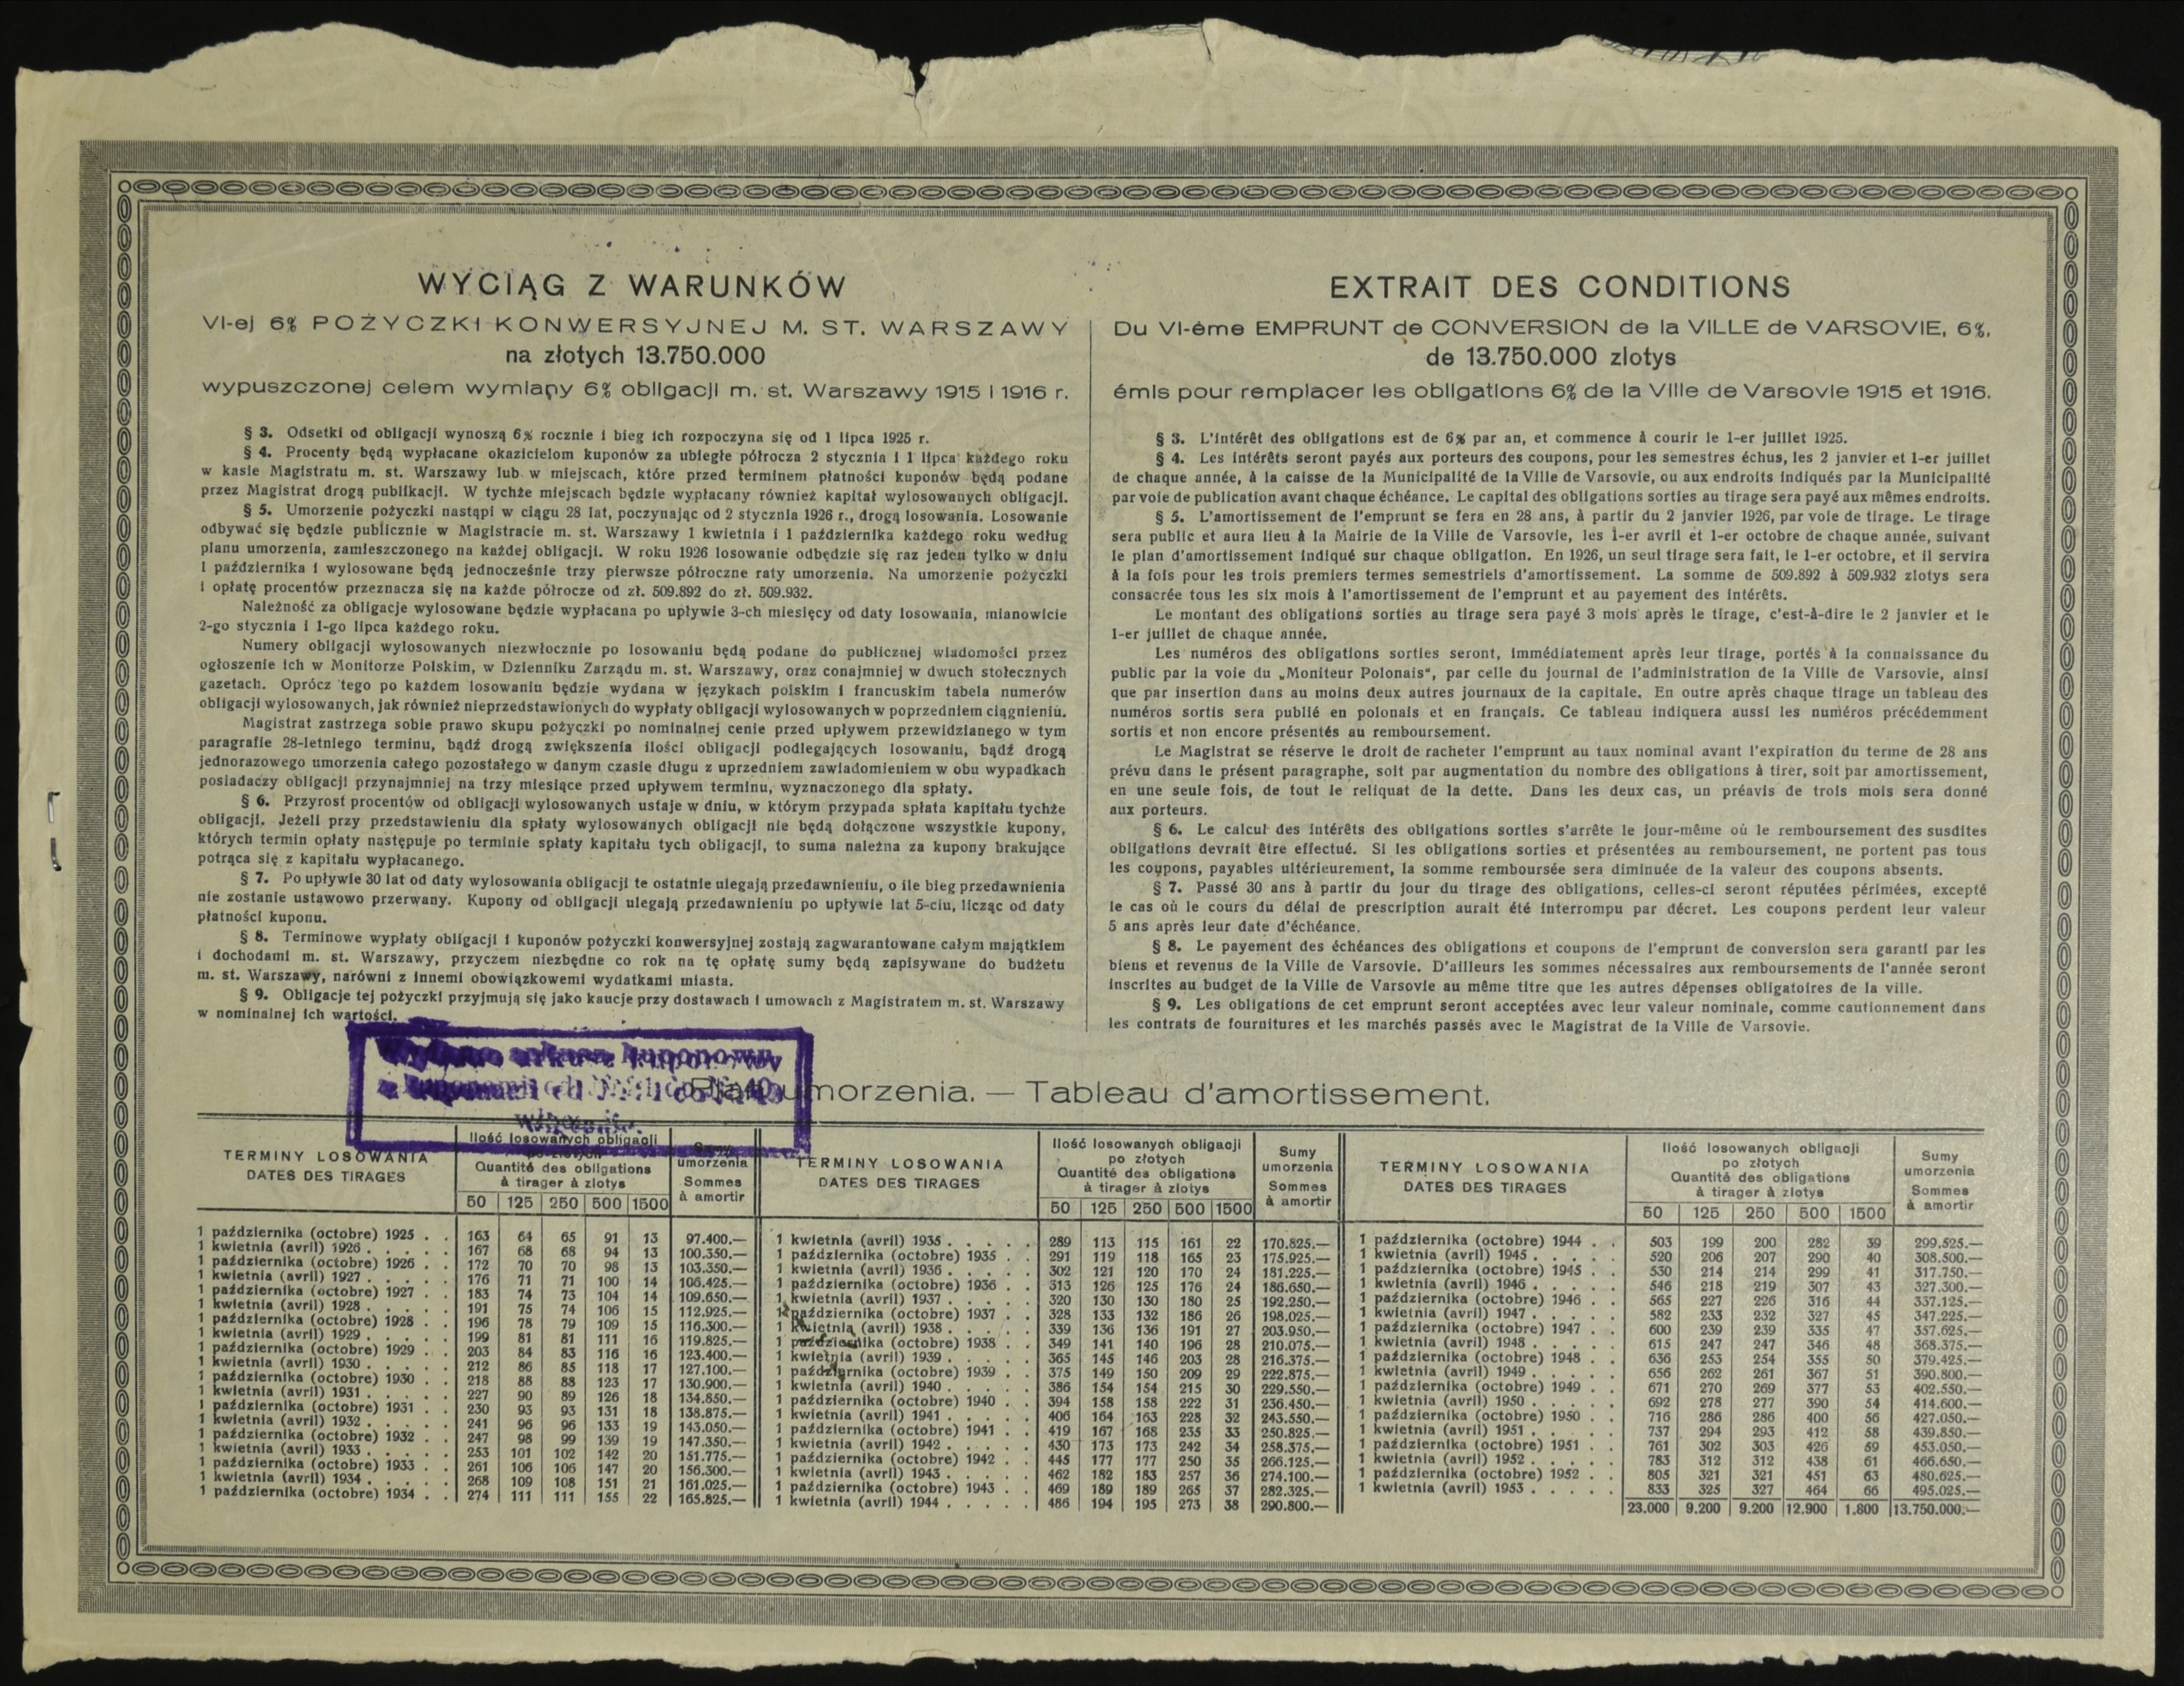 WYCIĄG Z WARUNKÓW
VI-ej 6% POŻYCZKI KONWERSYJNEJ M. ST. WARSZAWY
na złotych 13.750.000
wypuszczonej celem wymiany 6% obligacji m. st. Warszawy 1915 i 1916 r.
§ 3. Odsetki od obligacji wynoszą 6% rocznie i bieg ich rozpoczyna się od 1 lipca 1925 r.
§ 4. Procenty będą wypłacane okazicielom kuponów za ubiegłe półrocza 2 stycznia i 1 lipca każdego roku
w kasie Magistratu m. st. Warszawy lub w miejscach, które przed terminem płatności kuponów będą podane
przez Magistrat drogą publikacji. W tychże miejscach będzie wypłacany również kapitał wylosowanych obligacji.
§ 5. Umorzenie pożyczki nastąpi w ciągu 28 lat, poczynając od 2 stycznia 1926 r., drogą losowania. Losowanie
odbywać się będzie publicznie w Magistracie m. st. Warszawy 1 kwietnia i 1 października każdego roku według
planu umorzenia, zamieszczonego na każdej obligacji. W roku 1926 losowanie odbędzie się raz jeden tylko w dniu
1 października i wylosowane będą jednocześnie trzy pierwsze półroczne raty umorzenia. Na umorzenie pożyczki
i opłatę procentów przeznacza się na każde półrocze od zł. 509.892 do zł. 509.932.
Należność za obligacje wylosowane będzie wypłacana po upływie 3-ch miesięcy od daty losowania, mianowicie
2-go stycznia i 1-go lipca każdego roku.
Numery obligacji wylosowanych niezwłocznie po losowaniu będą podane do publicznej wiadomości przez
ogłoszenie ich w Monitorze Polskim, w Dzienniku Zarządu m. st. Warszawy, oraz conajmniej w dwuch stołecznych
gazetach. Oprócz tego po każdem losowaniu będzie wydana w językach polskim i francuskim tabela numerów
obligacji wylosowanych, jak również nieprzedstawionych do wypłaty obligacji wylosowanych w poprzedniem ciągnieniu.
Magistrat zastrzega sobie prawo skupu pożyczki po nominalnej cenie przed upływem przewidzianego w tym
paragrafie 28-letniego terminu, bądź drogą zwiększenia ilości obligacji podlegających losowaniu, bądź drogą
jednorazowego umorzenia całego pozostałego w danym czasie długu z uprzedniem zawiadomieniem w obu wypadkach
posiadaczy obligacji przynajmniej na trzy miesiące przed upływem terminu, wyznaczonego dla spłaty.
§ 6. Przyrost procentów od obligacji wylosowanych ustaje w dniu, w którym przypada spłata kapitału tychże
obligacji. Jeżeli przy przedstawieniu dla spłaty wylosowanych obligacji nie będą dołączone wszystkie kupony,
których termin opłaty następuje po terminie spłaty kapitału tych obligacji, to suma należna za kupony brakujące
potrąca się z kapitału wypłacanego.
§ 7. Po upływie 30 lat od daty wylosowania obligacji te ostatnie ulegają przedawnieniu, o ile bieg przedawnienia
nie zostanie ustawowo przerwany. Kupony od obligacji ulegają przedawnieniu po upływie lat 5-ciu, licząc od daty
płatności kuponu.
§ 8. Terminowe wypłaty obligacji i kuponów pożyczki konwersyjnej zostają zagwarantowane całym majątkiem
i dochodami m. st. Warszawy, przyczem niezbędne co rok na tę opłatę sumy będą zapisywane do budżetu
m. st. Warszawy, narówni z innemi obowiązkowemi wydatkami miasta.
§ 9. Obligacje tej pożyczki przyjmują się jako kaucje przy dostawach i umowach z Magistratem m. st. Warszawy
w nominalnej ich wartości.
EXTRAIT DES CONDITIONS
Du VI-ème EMPRUNT de CONVERSION de la VILLE de VARSOVIE, 6%.
de 13.750.000 zlotys
émis pour remplacer les obligations 6% de la Ville de Varsovie 1915 et 1916.
§ 3. L'intérêt des obligations est de 6% par an, et commence à courir le 1-er juillet 1925.
§ 4. Les intérêts seront payés aux porteurs des coupons, pour les semestres échus, les 2 janvier et 1-er juillet
de chaque année, à la caisse de la Municipalité de la Ville de Varsovie, ou aux endroits indiqués par la Municipalité
par voie de publication avant chaque échéance. Le capital des obligations sorties au tirage sera payé aux mêmes endroits.
§ 5. L'amortissement de l'emprunt se fera en 28 ans, à partir du 2 janvier 1926, par voie de tirage. Le tirage
sera public et aura lieu à la Mairie de la Ville de Varsovie, les 1-er avril et 1-er octobre de chaque année, suivant
le plan d'amortissement indiqué sur chaque obligation. En 1926, un seul tirage sera fait, le 1-er octobre, et il servira
à la fois pour les trois premiers termes semestriels d'amortissement. La somme de 509.892 à 509.932 zlotys sera
consacrée tous les six mois à l'amortissement de l'emprunt et au payement des intérêts.
Le montant des obligations sorties au tirage sera payé 3 mois après le tirage, c'est-à-dire le 2 janvier et le
1-er juillet de chaque année.
Les numéros des obligations sorties seront, immédiatement après leur tirage, portés à la connaissance du
public par la voie du „Moniteur Polonais“, par celle du journal de l'administration de la Ville de Varsovie, ainsi
que par insertion dans au moins deux autres journaux de la capitale. En outre après chaque tirage un tableau des
numéros sortis sera publié en polonais et en français. Ce tableau indiquera aussi les numéros précédemment
sortis et non encore présentés au remboursement.
Le Magistrat se réserve le droit de racheter l'emprunt au taux nominal avant l'expiration du terme de 28 ans
prévu dans le présent paragraphe, soit par augmentation du nombre des obligations à tirer, soit par amortissement,
en une seule fois, de tout le reliquat de la dette. Dans les deux cas, un préavis de trois mois sera donné
aux porteurs.
§ 6. Le calcul des intérêts des obligations sorties s'arrête le jour-même où le remboursement des susdites
obligations devrait être effectué. Si les obligations sorties et présentées au remboursement, ne portent pas tous
les coupons, payables ultérieurement, la somme remboursée sera diminuée de la valeur des coupons absents.
§ 7. Passé 30 ans à partir du jour du tirage des obligations, celles-ci seront réputées périmées, excepté
le cas où le cours du délai de prescription aurait été interrompu par décret. Les coupons perdent leur valeur
5 ans après leur date d'échéance.
§ 8. Le payement des échéances des obligations et coupons de l'emprunt de conversion sera garanti par les
biens et revenus de la Ville de Varsovie. D'ailleurs les sommes nécessaires aux remboursements de l'année seront
inscrites au budget de la Ville de Varsovie au même titre que les autres dépenses obligatoires de la ville.
§ 9. Les obligations de cet emprunt seront acceptées avec leur valeur nominale, comme cautionnement dans
les contrats de fournitures et les marchés passés avec le Magistrat de la Ville de Varsovie.
Plan umorzenia. — Tableau d'amortissement.
TERMINY LOSOWANIA
DATES DES TIRAGES
Ilość losowanych obligacji
po złotych
Quantité des obligations
à tirager à zlotys
50 125 250 500 1500
Sumy
umorzenia
Sommes
à amortir
1 października (octobre) 1925 . . 163 64 65 91 13 97.400.—
1 kwietnia (avril) 1926 . . . . . 167 68 68 94 13 100.350.—
1 października (octobre) 1926 . . 172 70 70 98 13 103.350.—
1 kwietnia (avril) 1927 . . . . . 176 71 71 100 14 106.425.—
1 października (octobre) 1927 . . 183 74 73 104 14 109.650.—
1 kwietnia (avril) 1928 . . . . . 191 75 74 106 15 112.925.—
1 października (octobre) 1928 . . 196 78 79 109 15 116.300.—
1 kwietnia (avril) 1929 . . . . . 199 81 81 111 16 119.825.—
1 października (octobre) 1929 . . 203 84 83 116 16 123.400.—
1 kwietnia (avril) 1930 . . . . . 212 86 85 118 17 127.100.—
1 października (octobre) 1930 . . 218 88 88 123 17 130.900.—
1 kwietnia (avril) 1931 . . . . . 227 90 89 126 18 134.850.—
1 października (octobre) 1931 . . 230 93 93 131 18 138.875.—
1 kwietnia (avril) 1932 . . . . . 241 96 96 133 19 143.050.—
1 października (octobre) 1932 . . 247 98 99 139 19 147.350.—
1 kwietnia (avril) 1933 . . . . . 253 101 102 142 20 151.775.—
1 października (octobre) 1933 . . 261 106 106 147 20 156.300.—
1 kwietnia (avril) 1934 . . . . . 268 109 108 151 21 161.025.—
1 października (octobre) 1934 . . 274 111 111 155 22 165.825.—
TERMINY LOSOWANIA
DATES DES TIRAGES
Ilość losowanych obligacji
po złotych
Quantité des obligations
à tirager à zlotys
50 125 250 500 1500
Sumy
umorzenia
Sommes
à amortir
1 kwietnia (avril) 1935 . . . . . 289 113 115 161 22 170.825.—
1 października (octobre) 1935 . . 291 119 118 165 23 175.925.—
1 kwietnia (avril) 1936 . . . . . 302 121 120 170 24 181.225.—
1 października (octobre) 1936 . . 313 126 125 176 24 186.650.—
1 kwietnia (avril) 1937 . . . . . 320 130 130 180 25 192.250.—
1 października (octobre) 1937 . . 328 133 132 186 26 198.025.—
1 kwietnia (avril) 1938 . . . . . 339 136 136 191 27 203.950.—
1 października (octobre) 1938 . . 349 141 140 196 28 210.075.—
1 kwietnia (avril) 1939 . . . . . 365 145 146 203 28 216.375.—
1 października (octobre) 1939 . . 375 149 150 209 29 222.875.—
1 kwietnia (avril) 1940 . . . . . 386 154 154 215 30 229.550.—
1 października (octobre) 1940 . . 394 158 158 222 31 236.450.—
1 kwietnia (avril) 1941 . . . . . 406 164 163 228 32 243.550.—
1 października (octobre) 1941 . . 419 167 168 235 33 250.825.—
1 kwietnia (avril) 1942 . . . . . 430 173 173 242 34 258.375.—
1 października (octobre) 1942 . . 445 177 177 250 35 266.125.—
1 kwietnia (avril) 1943 . . . . . 462 182 183 257 36 274.100.—
1 października (octobre) 1943 . . 469 189 189 265 37 282.325.—
1 kwietnia (avril) 1944 . . . . . 486 194 195 273 38 290.800.—
TERMINY LOSOWANIA
DATES DES TIRAGES
Ilość losowanych obligacji
po złotych
Quantité des obligations
à tirager à zlotys
50 125 250 500 1500
Sumy
umorzenia
Sommes
à amortir
1 października (octobre) 1944 . . 503 199 200 282 39 299.525.—
1 kwietnia (avril) 1945 . . . . . 520 206 207 290 40 308.500.—
1 października (octobre) 1945 . . 530 214 214 299 41 317.750.—
1 kwietnia (avril) 1946 . . . . . 546 218 219 307 43 327.300.—
1 października (octobre) 1946 . . 565 227 226 316 44 337.125.—
1 kwietnia (avril) 1947 . . . . . 582 233 232 327 45 347.225.—
1 października (octobre) 1947 . . 600 239 239 335 47 357.625.—
1 kwietnia (avril) 1948 . . . . . 615 247 247 346 48 368.375.—
1 października (octobre) 1948 . . 636 253 254 355 50 379.425.—
1 kwietnia (avril) 1949 . . . . . 656 262 261 367 51 390.800.—
1 października (octobre) 1949 . . 671 270 269 377 53 402.550.—
1 kwietnia (avril) 1950 . . . . . 692 278 277 390 54 414.600.—
1 października (octobre) 1950 . . 716 286 286 400 56 427.050.—
1 kwietnia (avril) 1951 . . . . . 737 294 293 412 58 439.850.—
1 października (octobre) 1951 . . 761 302 303 426 59 453.050.—
1 kwietnia (avril) 1952 . . . . . 783 312 312 438 61 466.650.—
1 października (octobre) 1952 . . 805 321 321 451 63 480.625.—
1 kwietnia (avril) 1953 . . . . . 833 325 327 464 66 495.025.—
23.000 9.200 9.200 12.900 1.800 13.750.000.—